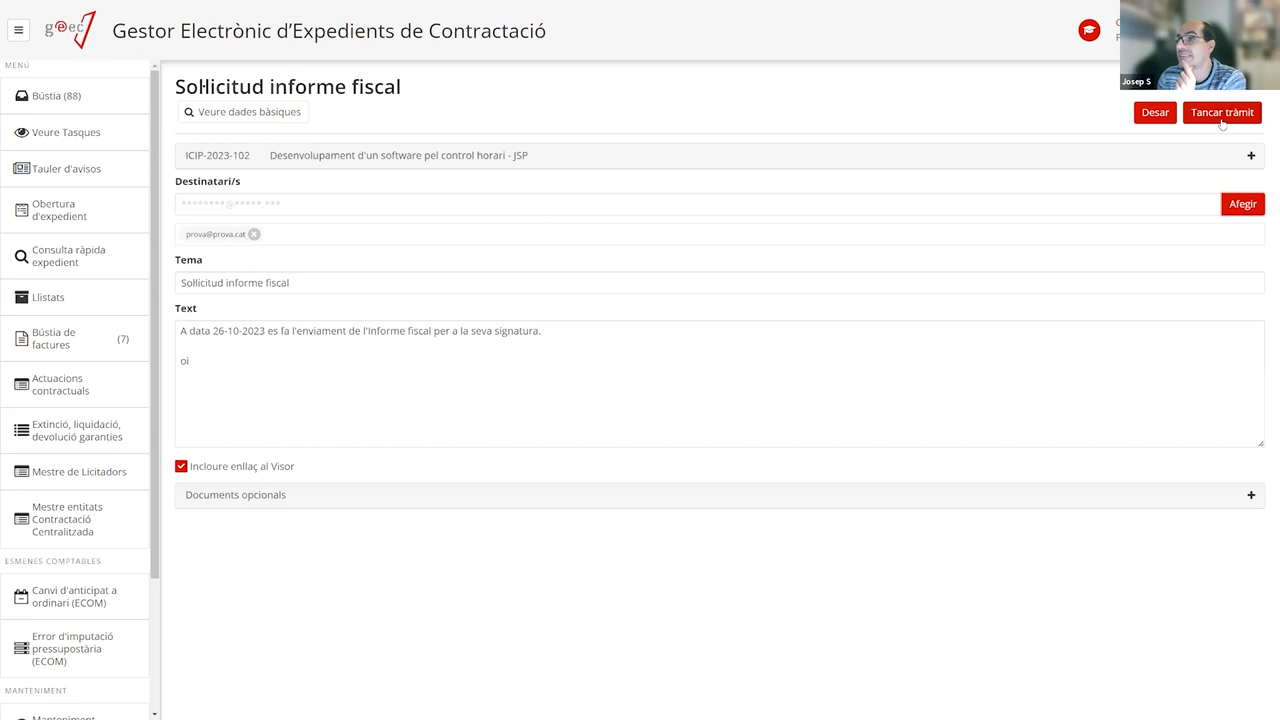 geec
Gestor Electrònic d'Expedients de Contractació
Josep S
MENÚ
Bústia (88)
Veure Tasques
Tauler d'avisos
Obertura
d'expedient
Consulta ràpida
expedient
Llistats
Bústia de
factures
(7)
Actuacions
contractuals
Extinció, liquidació,
devolució garanties
Mestre de Licitadors
Mestre entitats
Contractació
Centralitzada
ESMENES COMPTABLES
Canvi d'anticipat a
ordinari (ECOM)
Error d'imputació
pressupostària
(ECOM)
MANTENIMENT
Manteniment
Sol·licitud informe fiscal
Veure dades bàsiques
Desar
Tancar tràmit
ICIP-2023-102 Desenvolupament d'un software pel control horari - JSP
Destinatari/s
********@*****.***
Afegir
prova@prova.cat
Tema
Sol·licitud informe fiscal
Text
A data 26-10-2023 es fa l'enviament de l'Informe fiscal per a la seva signatura.
oi
Incloure enllaç al Visor
Documents opcionals